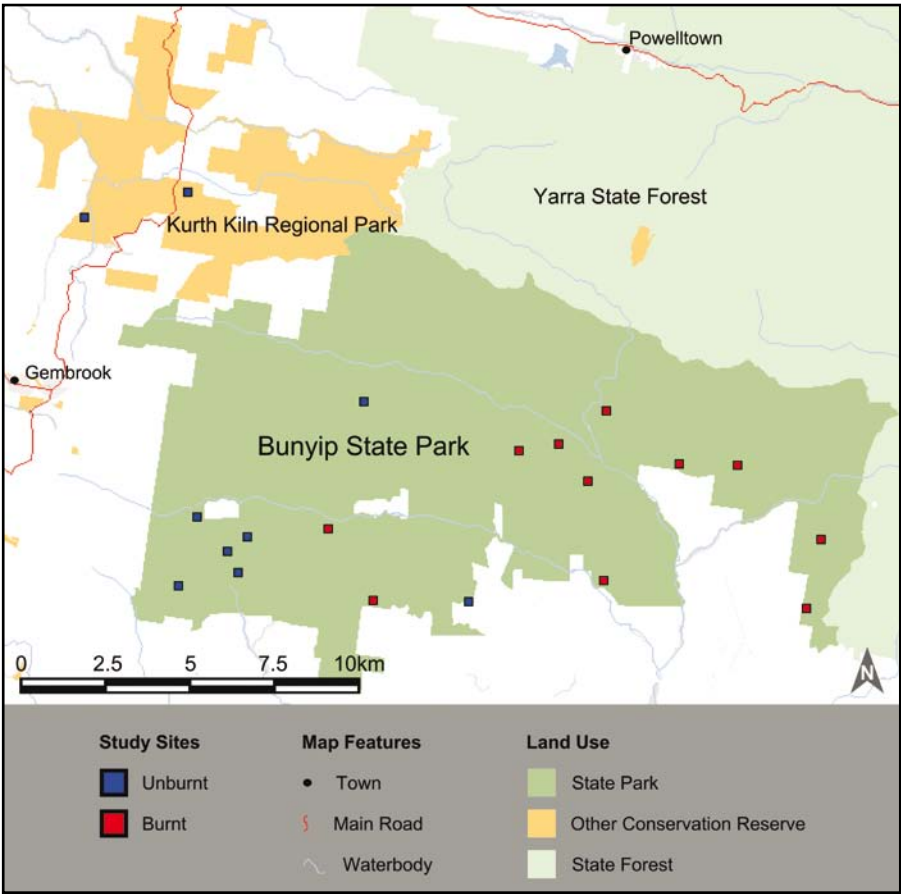 Powelltown
Yarra State Forest
Kurth Kiln Regional Park
Gembrook
Bunyip State Park
0 2.5 5 7.5 10km
N
Study Sites
Unburnt
Burnt
Map Features
Town
Main Road
Waterbody
Land Use
State Park
Other Conservation Reserve
State Forest